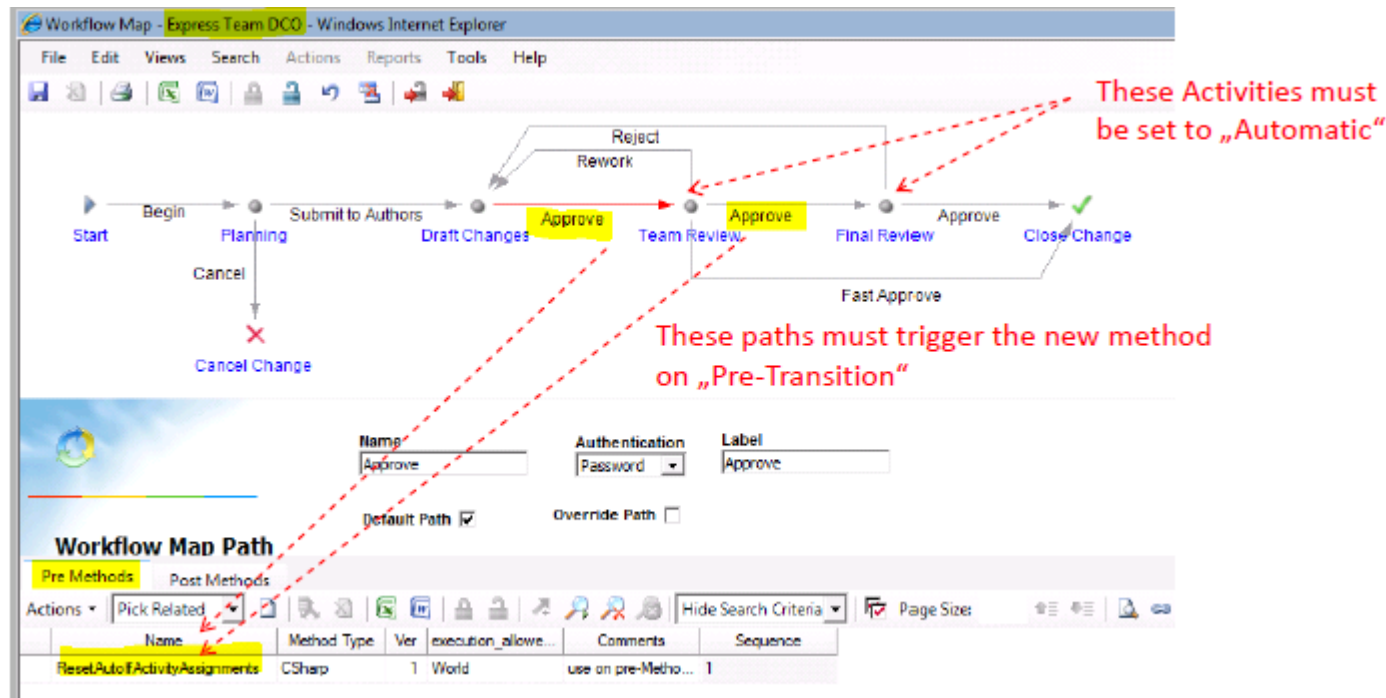 Workflow Map - Express Team DCO - Windows Internet Explorer
File Edit Views Search Actions Reports Tools Help
These Activities must
be set to „Automatic“
Reject
Rework
Begin
Submit to Authors
Approve
Approve
Approve
Start
Planning
Draft Changes
Team Review
Final Review
Close Change
Cancel
Fast Approve
Cancel Change
These paths must trigger the new method
on „Pre-Transition“
Name Authentication Label
Approve Password Approve
Default Path Override Path
Workflow Map Path
Pre Methods Post Methods
Actions Pick Related Hide Search Criteria Page Size:
Name Method Type Ver execution_allowe... Comments Sequence
ResetAutoIfActivityAssignments CSharp 1 World use on pre-Metho... 1